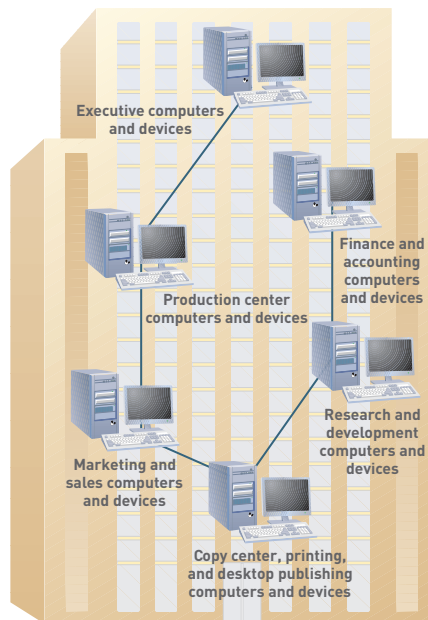 Executive computers
and devices
Finance and
accounting
computers
and devices
Production center
computers and devices
Research and
development
computers and
devices
Marketing and
sales computers
and devices
Copy center, printing,
and desktop publishing
computers and devices